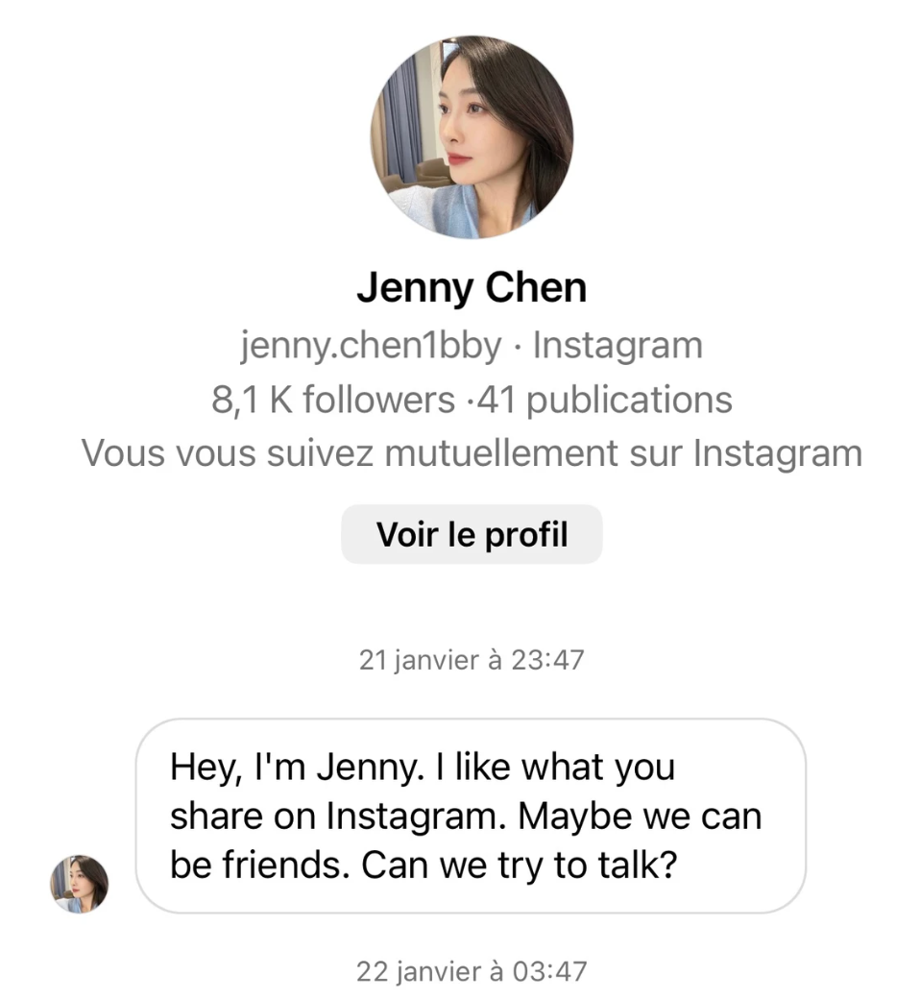 Jenny Chen
jenny.chen1bby · Instagram
8,1 K followers ·41 publications
Vous vous suivez mutuellement sur Instagram
Voir le profil
21 janvier à 23:47
Hey, I'm Jenny. I like what you
share on Instagram. Maybe we can
be friends. Can we try to talk?
22 janvier à 03:47